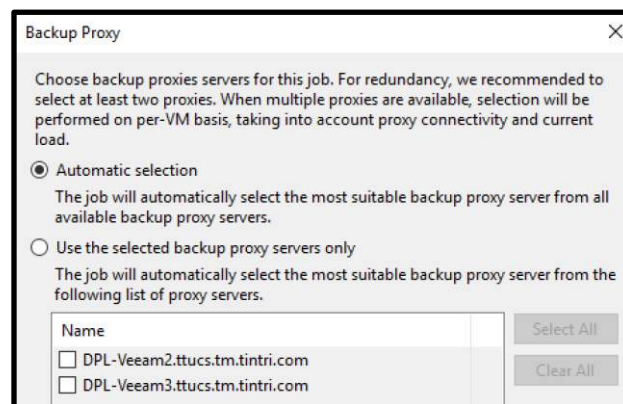 Backup Proxy
Choose backup proxies servers for this job. For redundancy, we recommended to
select at least two proxies. When multiple proxies are available, selection will be
performed on per-VM basis, taking into account proxy connectivity and current
load.
Automatic selection
The job will automatically select the most suitable backup proxy server from all
available backup proxy servers.
Use the selected backup proxy servers only
The job will automatically select the most suitable backup proxy server from the
following list of proxy servers.
Name
Select All
DPL-Veeam2.ttucs.tm.tintri.com
Clear All
DPL-Veeam3.ttucs.tm.tintri.com